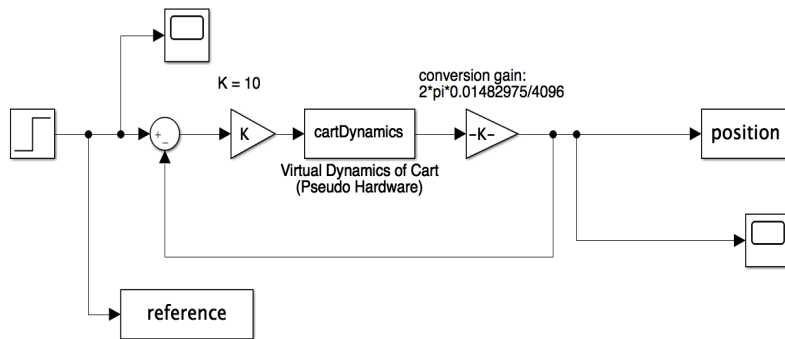 K = 10
conversion gain:
2*pi*0.01482975/4096
+
−
K
cartDynamics
-K-
position
Virtual Dynamics of Cart
(Pseudo Hardware)
reference